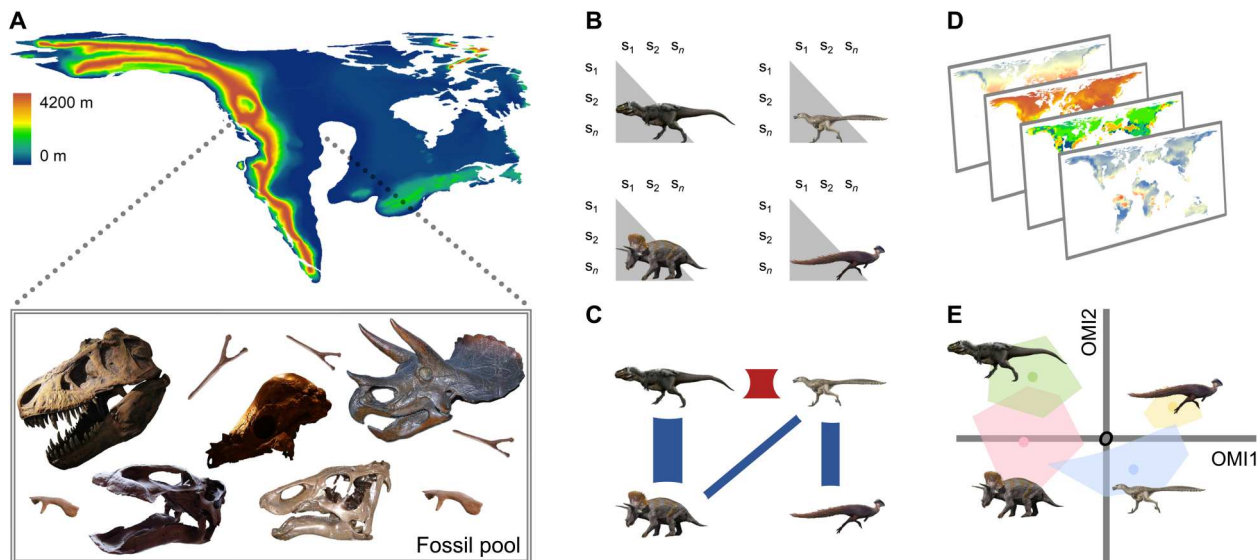 A
4200 m
0 m
Fossil pool
B
s1 s2 sn
s1
s2
sn
s1 s2 sn
s1
s2
sn
s1 s2 sn
s1
s2
sn
s1 s2 sn
s1
s2
sn
C
D
E
OMI2
O
OMI1